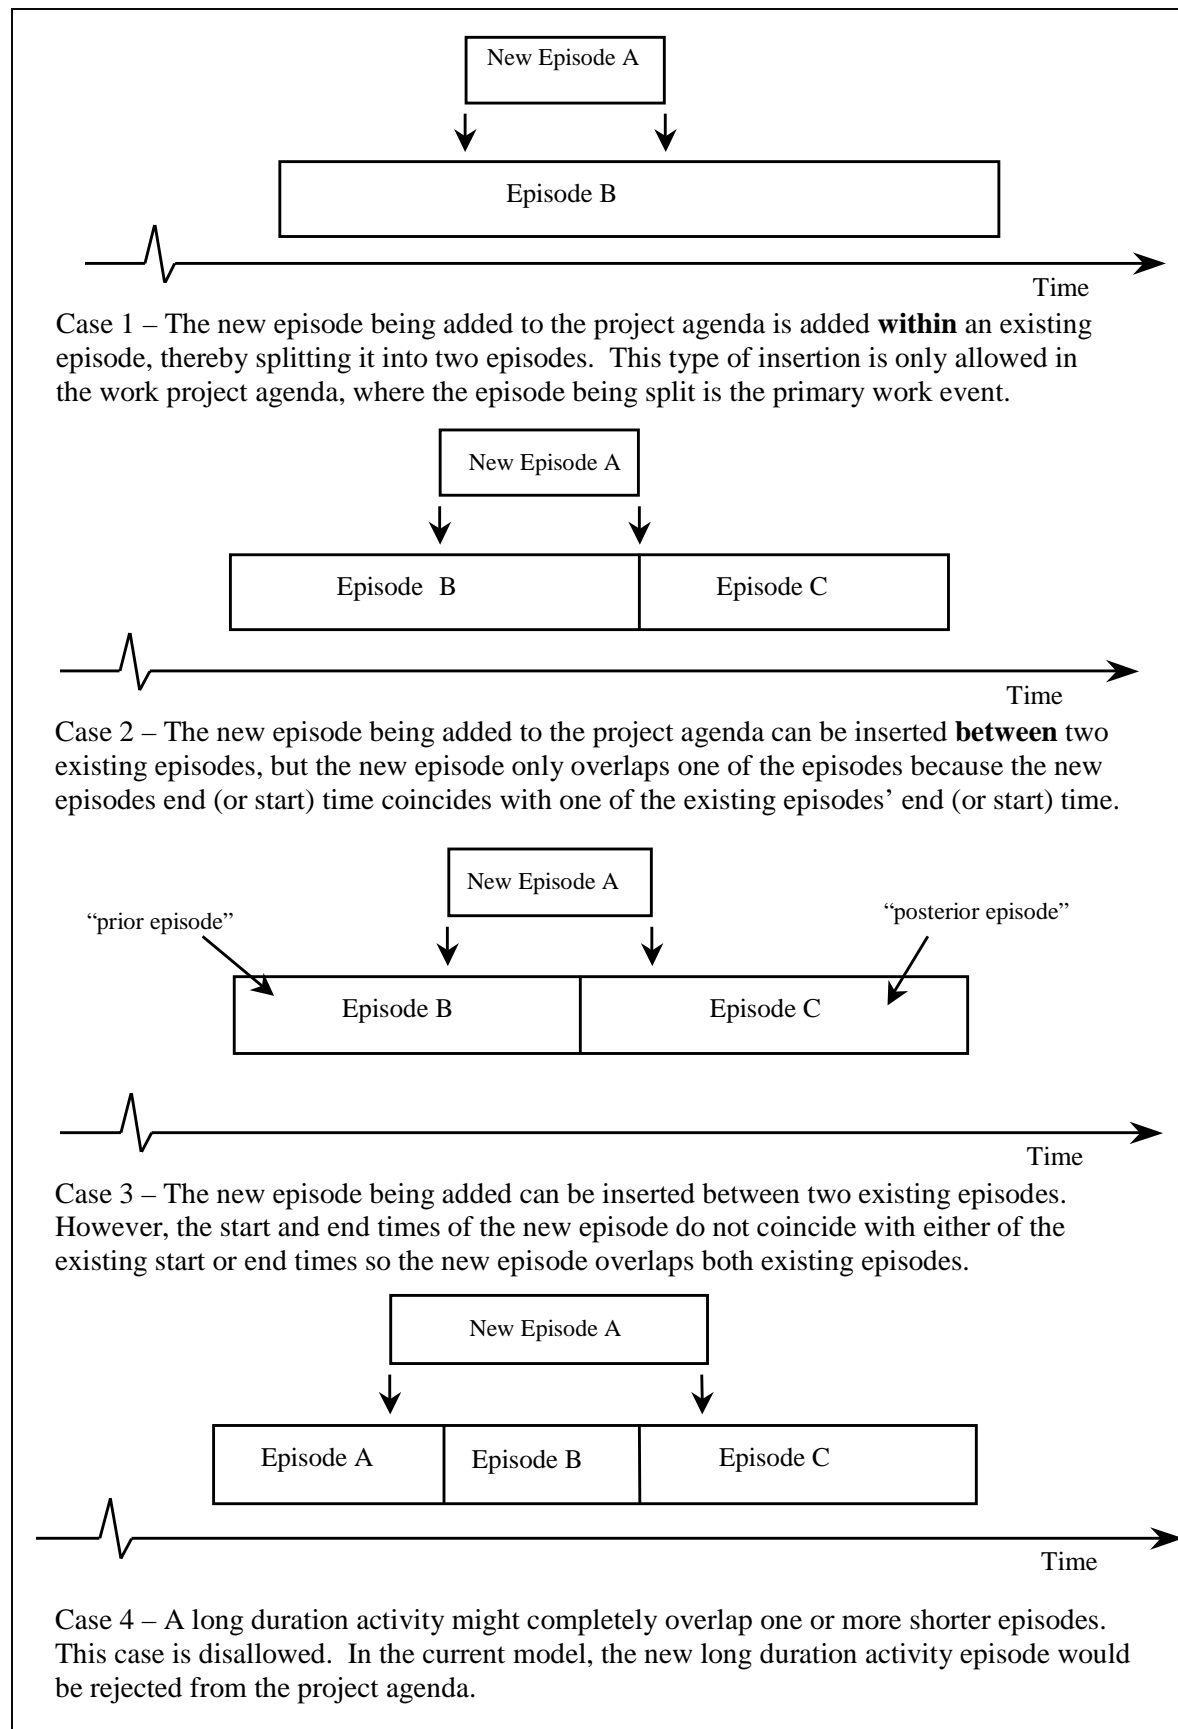 New Episode A
Episode B
Time
Case 1 – The new episode being added to the project agenda is added within an existing
episode, thereby splitting it into two episodes.  This type of insertion is only allowed in
the work project agenda, where the episode being split is the primary work event.
New Episode A
Episode  B
Episode C
Time
Case 2 – The new episode being added to the project agenda can be inserted between two
existing episodes, but the new episode only overlaps one of the episodes because the new
episodes end (or start) time coincides with one of the existing episodes’ end (or start) time.
New Episode A
“prior episode”
“posterior episode”
Episode B
Episode C
Time
Case 3 – The new episode being added can be inserted between two existing episodes.
However, the start and end times of the new episode do not coincide with either of the
existing start or end times so the new episode overlaps both existing episodes.
New Episode A
Episode A
Episode B
Episode C
Time
Case 4 – A long duration activity might completely overlap one or more shorter episodes.
This case is disallowed.  In the current model, the new long duration activity episode would
be rejected from the project agenda.